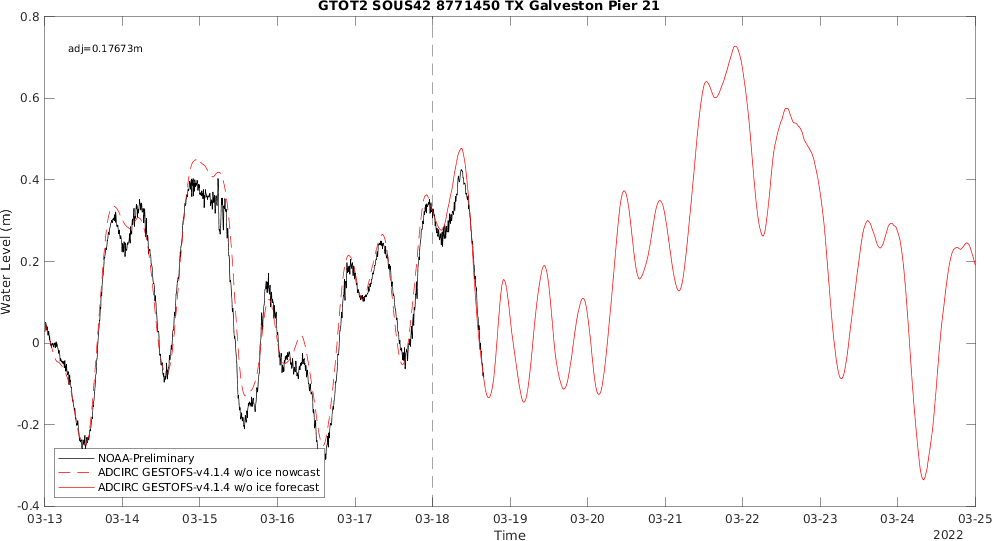 GTOT2 SOUS42 8771450 TX Galveston Pier 21
adj=0.17673m
0.8
0.6
0.4
0.2
0
-0.2
-0.4
Water Level (m)
NOAA-Preliminary
ADCIRC GESTOFS-v4.1.4 w/o ice nowcast
ADCIRC GESTOFS-v4.1.4 w/o ice forecast
03-13 03-14 03-15 03-16 03-17 03-18 03-19 03-20 03-21 03-22 03-23 03-24 03-25
Time
2022